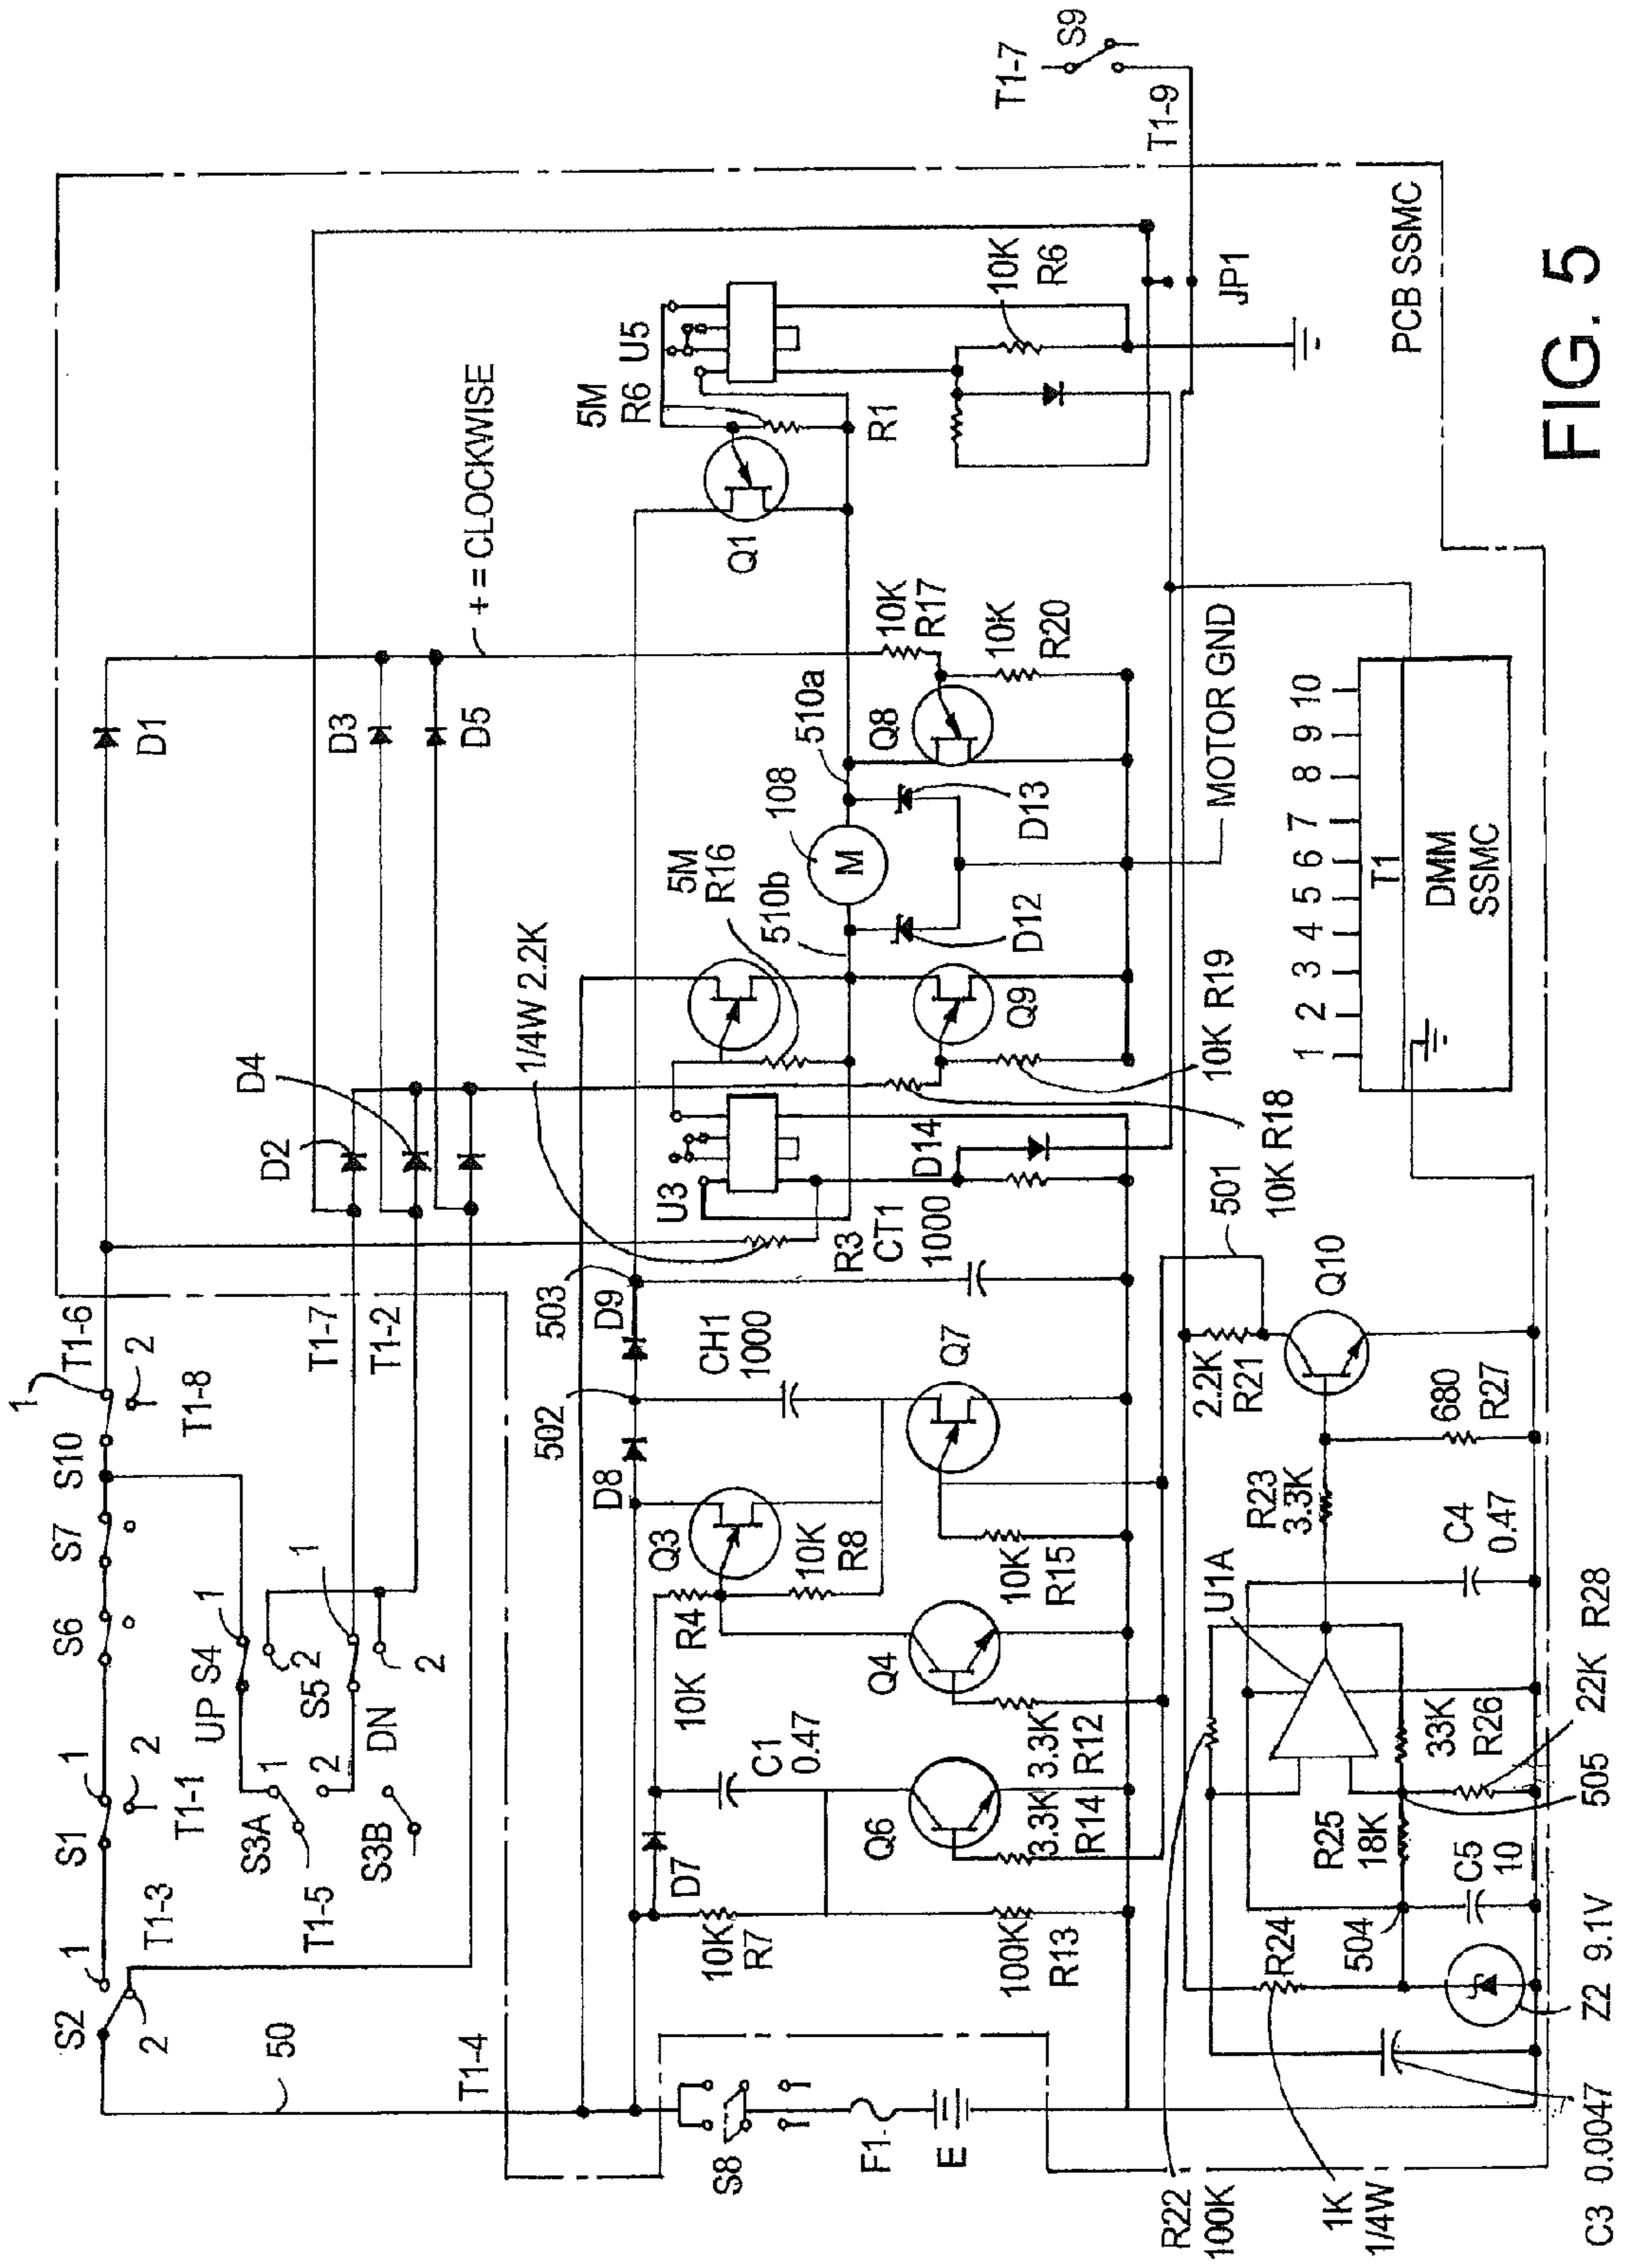 S2
1
2
50
T1-3
S1
1
2
T1-1
S6
S7
S10
1
T1-6
2
T1-8
UP S4
1
2
S3A
1
2
T1-5
S5
1
2
DN
S3B
T1-7
T1-2
D2
D4
D1
D3
D5
+ = CLOCKWISE
T1-7
S9
T1-9
T1-4
S8
F1
E
D7
10K
R7
100K
R13
C1
0.47
Q6
3.3K
R14
10K R4
Q3
10K
R8
Q4
3.3K
R12
D8
502
CH1
1000
Q7
10K
R15
D9
503
R3
CT1
1000
1/4W 2.2K
U3
D14
5M
R16
510b
108
M
510a
D12
D13
Q9
10K R19
10K R18
Q8
10K
R17
10K
R20
MOTOR GND
Q1
5M
R6
U5
R1
10K
R6
JP1
PCB SSMC
501
2.2K
R21
Q10
680
R27
R23
3.3K
U1A
C4
0.47
33K
R26
22K R28
505
R25
18K
C5
10
504
R24
Z2 9.1V
R22
100K
1K
1/4W
C3 0.0047
1 2 3 4 5 6 7 8 9 10
T1
DMM
SSMC
FIG. 5